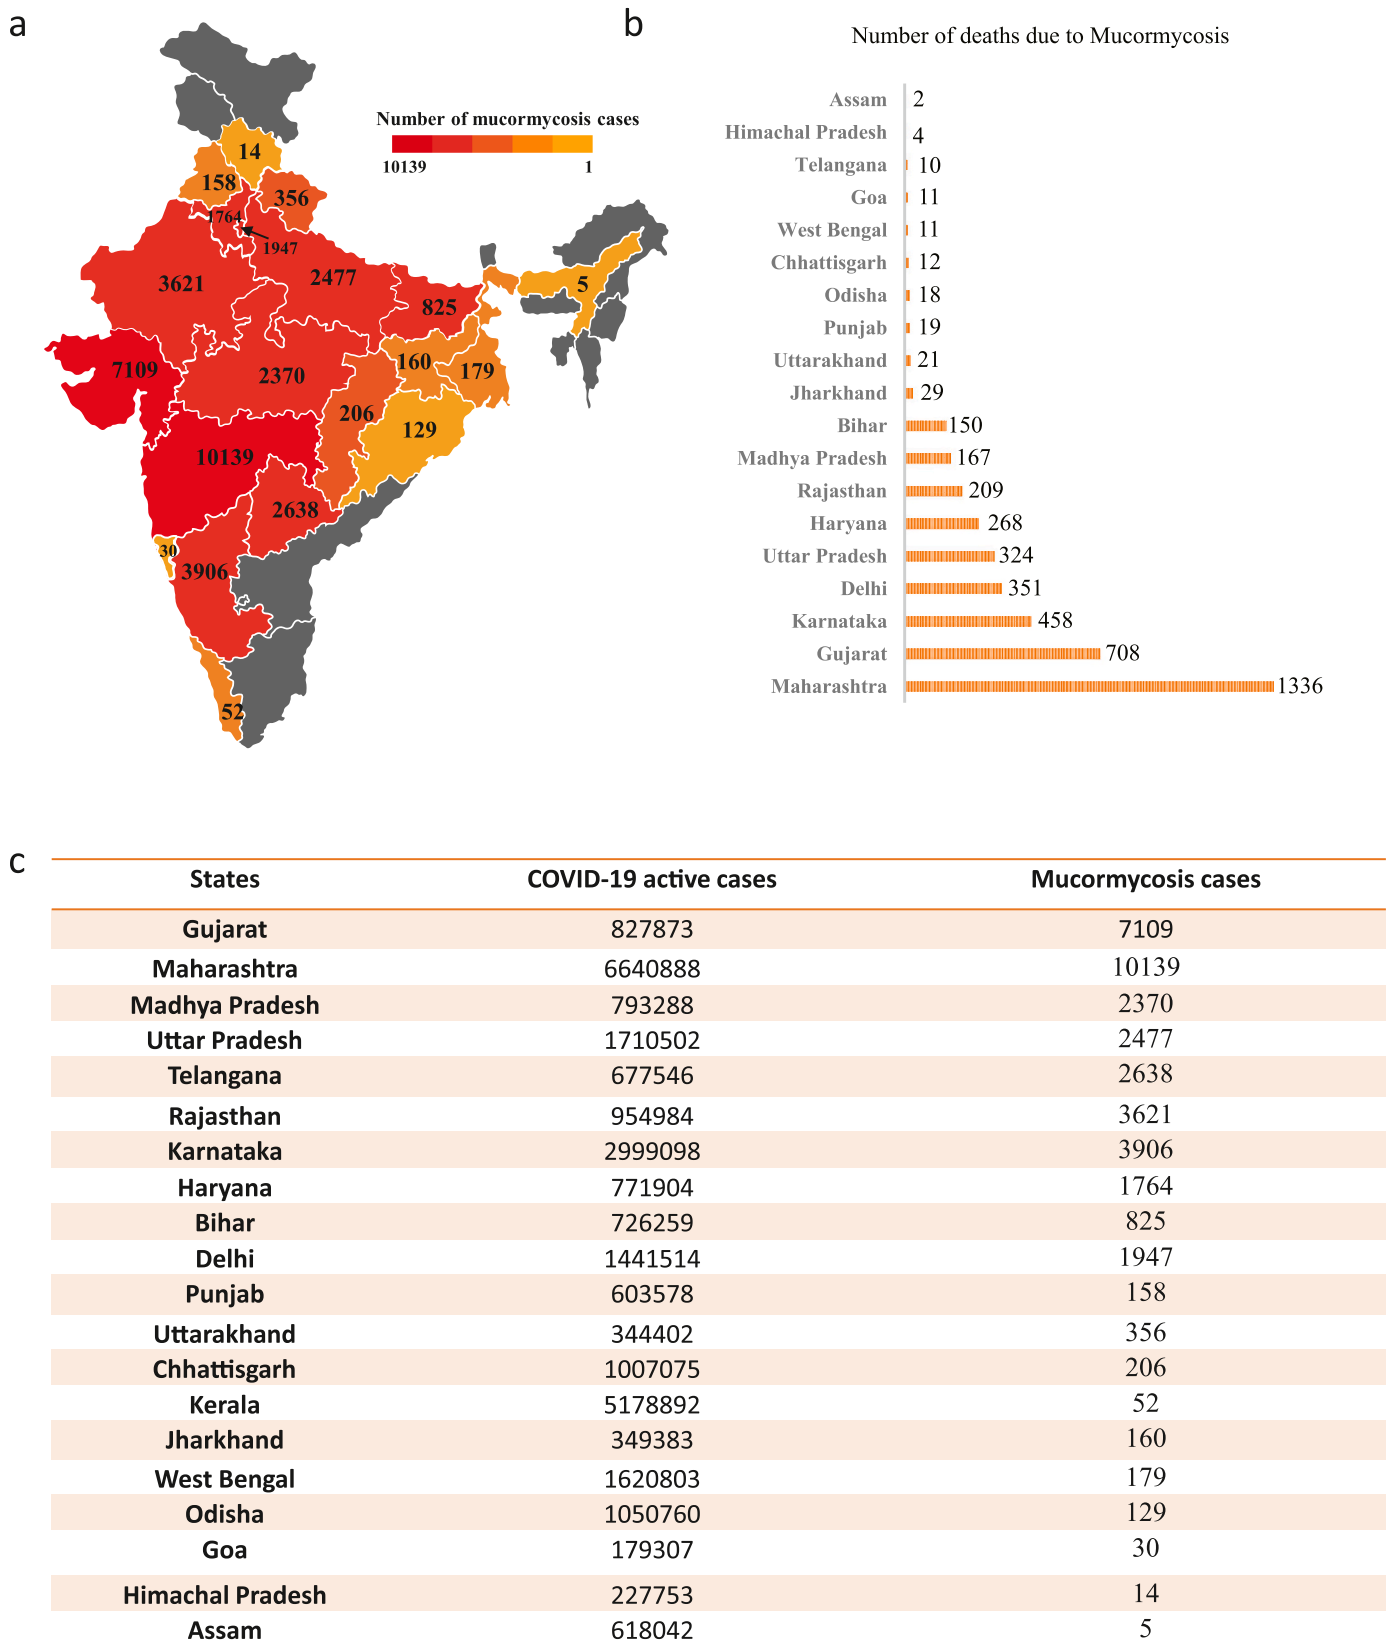 a
Number of mucormycosis cases
10139 1
14
158
356
1764
1947
3621
2477
825
5
7109
2370
160
179
206
129
10139
2638
30
3906
52
b
Number of deaths due to Mucormycosis
Assam 2
Himachal Pradesh 4
Telangana 10
Goa 11
West Bengal 11
Chhattisgarh 12
Odisha 18
Punjab 19
Uttarakhand 21
Jharkhand 29
Bihar 150
Madhya Pradesh 167
Rajasthan 209
Haryana 268
Uttar Pradesh 324
Delhi 351
Karnataka 458
Gujarat 708
Maharashtra 1336
c
States COVID-19 active cases Mucormycosis cases
Gujarat 827873 7109
Maharashtra 6640888 10139
Madhya Pradesh 793288 2370
Uttar Pradesh 1710502 2477
Telangana 677546 2638
Rajasthan 954984 3621
Karnataka 2999098 3906
Haryana 771904 1764
Bihar 726259 825
Delhi 1441514 1947
Punjab 603578 158
Uttarakhand 344402 356
Chhattisgarh 1007075 206
Kerala 5178892 52
Jharkhand 349383 160
West Bengal 1620803 179
Odisha 1050760 129
Goa 179307 30
Himachal Pradesh 227753 14
Assam 618042 5